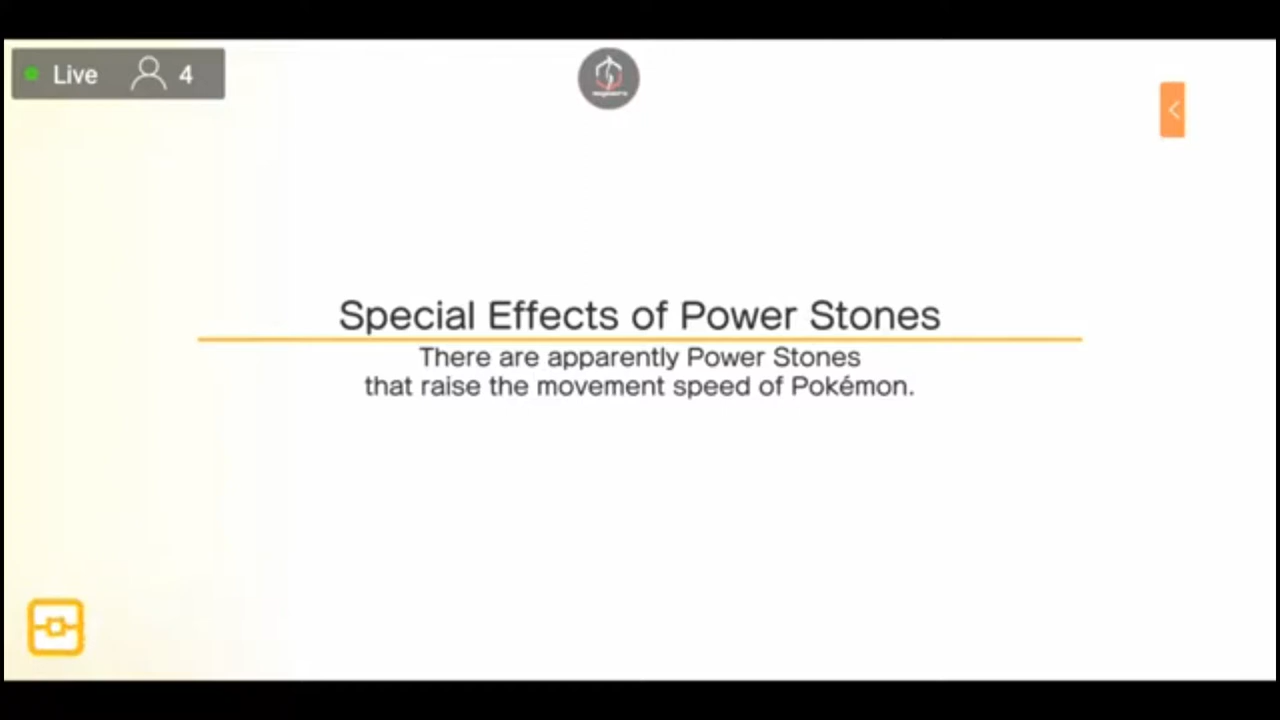 Live 4
Special Effects of Power Stones
There are apparently Power Stones
that raise the movement speed of Pokémon.